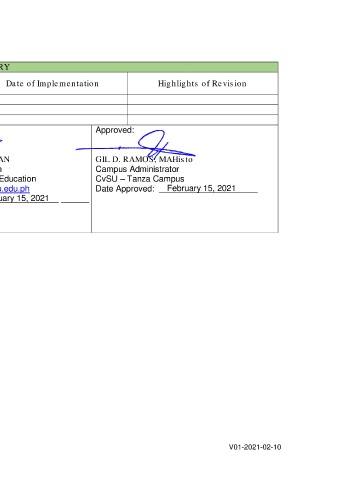 RY
Date of Implementation Highlights of Revision
Approved:
AN GIL D. RAMOS, MAHisto
Campus Administrator
Education CvSU – Tanza Campus
u.edu.ph Date Approved: February 15, 2021
uary 15, 2021
V01-2021-02-10